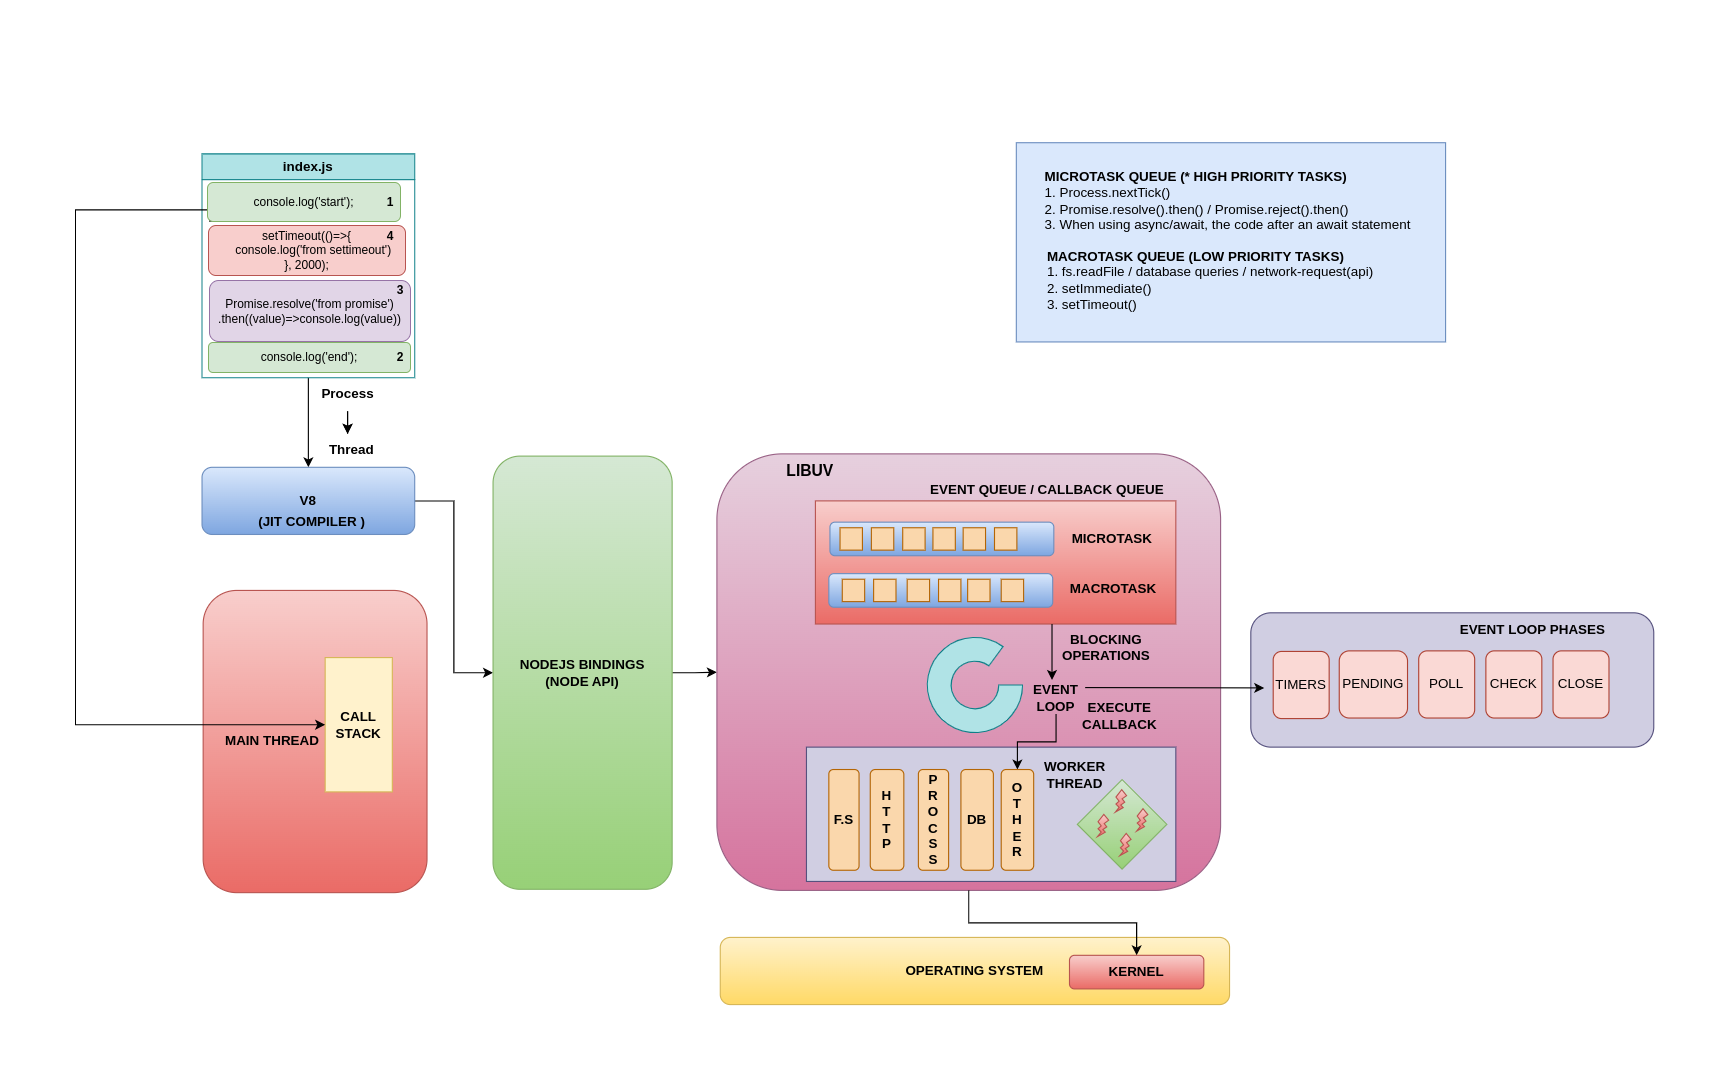 index.js
console.log('start'); 1
setTimeout(()=>{ 4
console.log('from settimeout')
}, 2000);
3
Promise.resolve('from promise')
.then((value)=>console.log(value))
console.log('end'); 2
Process
Thread
V8
(JIT COMPILER )
MAIN THREAD
CALL
STACK
NODEJS BINDINGS
(NODE API)
MICROTASK QUEUE (* HIGH PRIORITY TASKS)
1. Process.nextTick()
2. Promise.resolve().then() / Promise.reject().then()
3. When using async/await, the code after an await statement
MACROTASK QUEUE (LOW PRIORITY TASKS)
1. fs.readFile / database queries / network-request(api)
2. setImmediate()
3. setTimeout()
LIBUV
EVENT QUEUE / CALLBACK QUEUE
MICROTASK
MACROTASK
BLOCKING
OPERATIONS
EVENT
LOOP
EXECUTE
CALLBACK
WORKER
THREAD
F.S
HTTP
PROCSS
DB
OTHER
EVENT LOOP PHASES
TIMERS
PENDING
POLL
CHECK
CLOSE
OPERATING SYSTEM
KERNEL